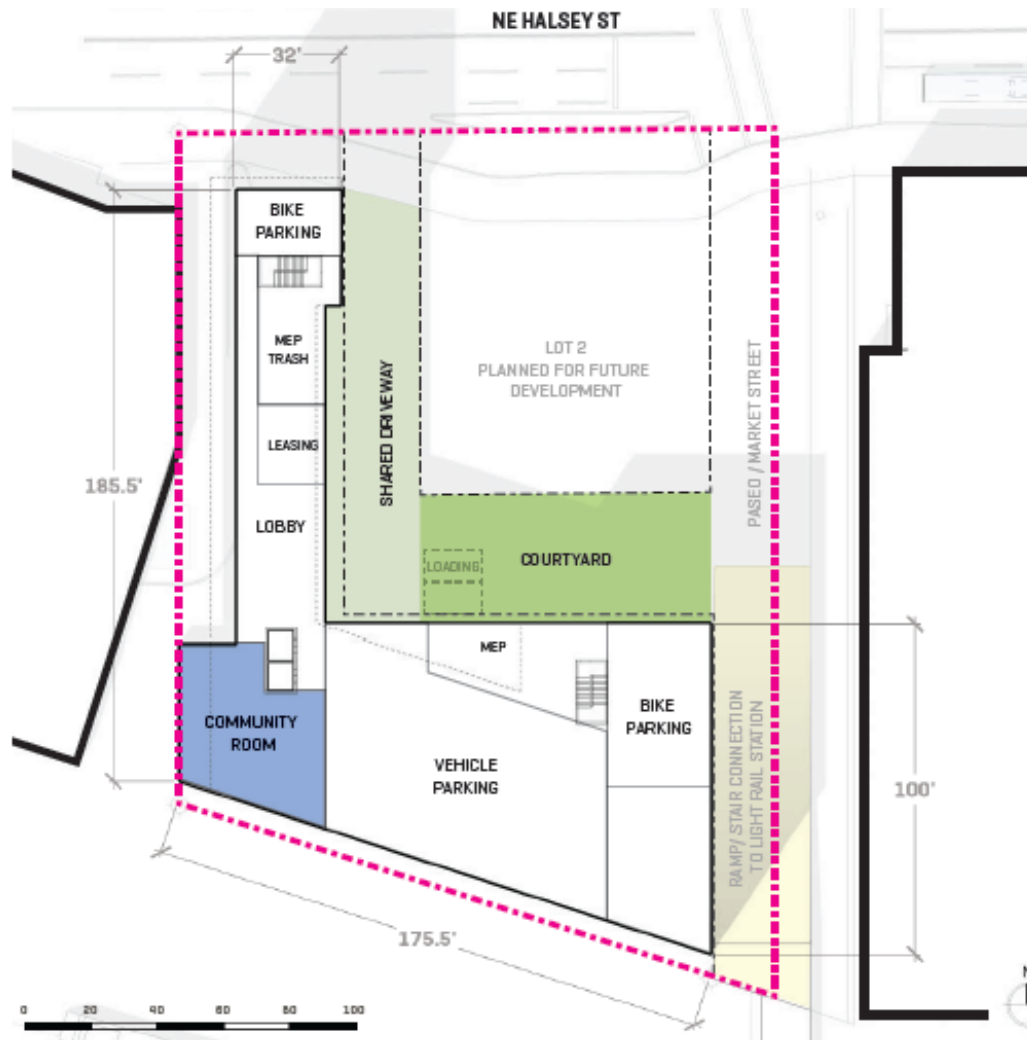 NE HALSEY ST
32'
BIKE
PARKING
MEP
TRASH
LOT 2
PLANNED FOR FUTURE
DEVELOPMENT
SHARED DRIVEWAY
PASEO / MARKET STREET
LEASING
185.5'
LOBBY
COURTYARD
LOADING
MEP
BIKE
PARKING
COMMUNITY
ROOM
VEHICLE
PARKING
RAMP/ STAIR CONNECTION
TO LIGHT RAIL STATION
100'
175.5'
0 20 40 60 80 100
N